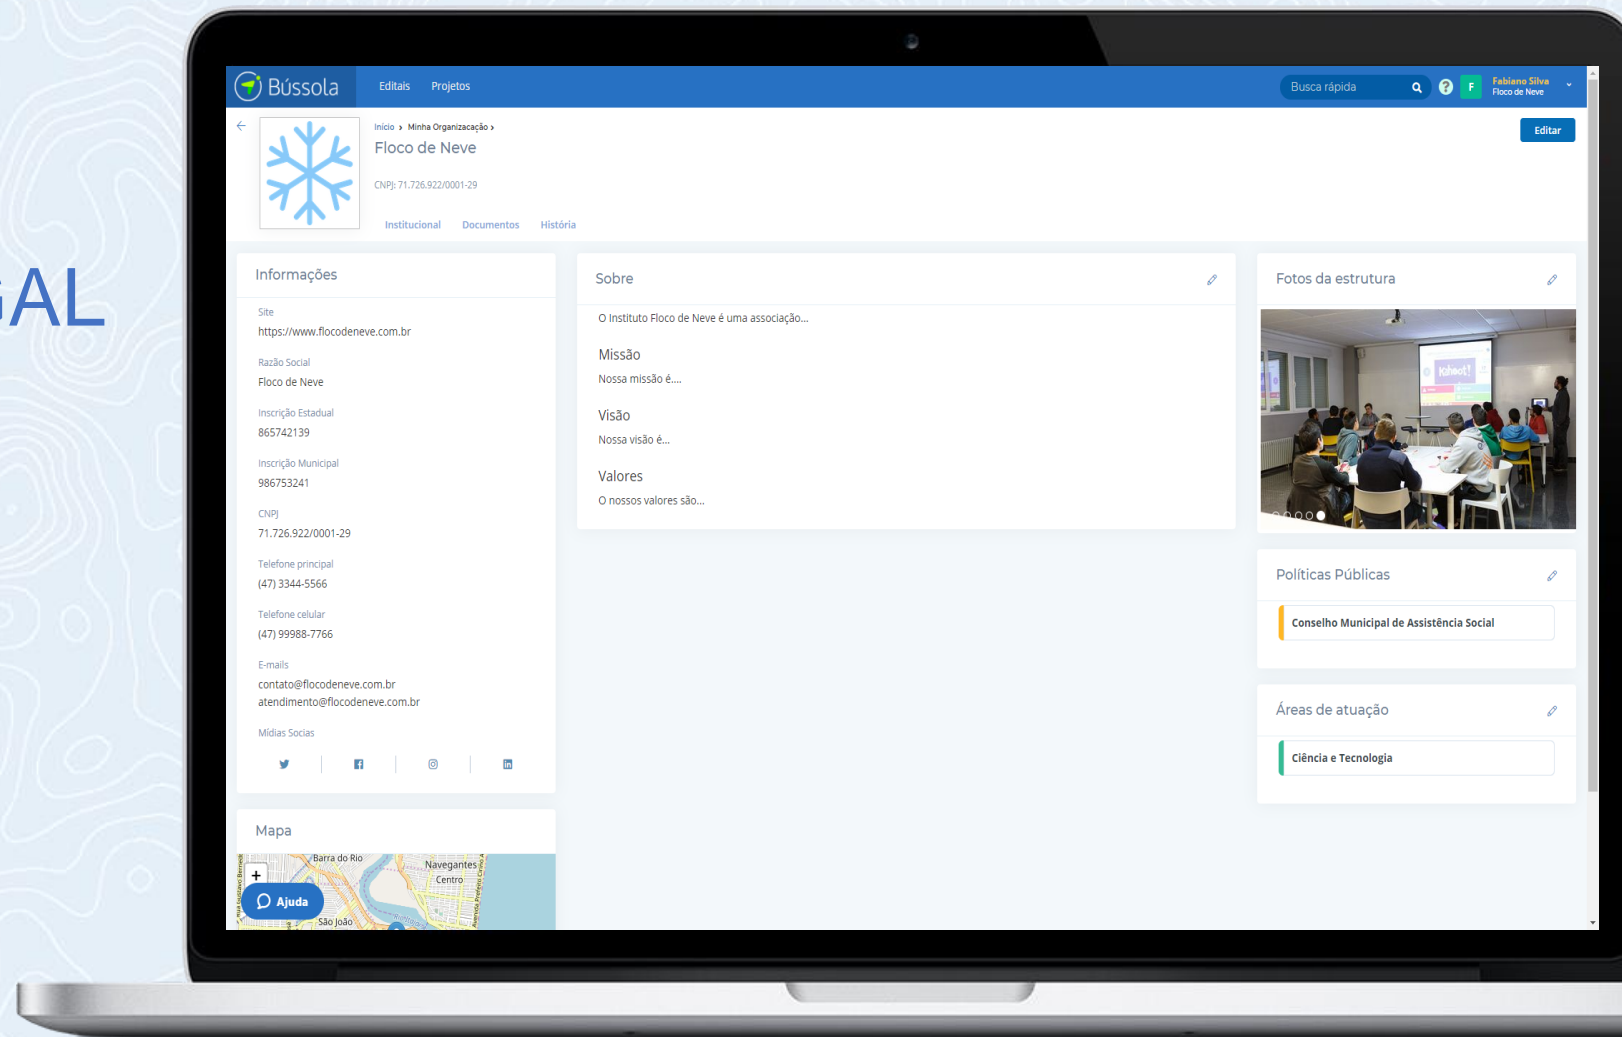 GAL
Bússola
Editais
Projetos
Busca rápida
?
F
Fabiano Silva
Floco de Neve
Início > Minha Organizacação >
Floco de Neve
CNPJ: 71.726.922/0001-29
Editar
Institucional
Documentos
História
Informações
Site
https://www.flocodeneve.com.br
Razão Social
Floco de Neve
Inscrição Estadual
865742139
Inscrição Municipal
986753241
CNPJ
71.726.922/0001-29
Telefone principal
(47) 3344-5566
Telefone celular
(47) 99988-7766
E-mails
contato@flocodeneve.com.br
atendimento@flocodeneve.com.br
Mídias Socias
Mapa
Barra do Rio
Navegantes
Centro
+
Ajuda
São João
Sobre
O Instituto Floco de Neve é uma associação...
Missão
Nossa missão é....
Visão
Nossa visão é...
Valores
O nossos valores são...
Fotos da estrutura
Kahoot!
Políticas Públicas
Conselho Municipal de Assistência Social
Áreas de atuação
Ciência e Tecnologia